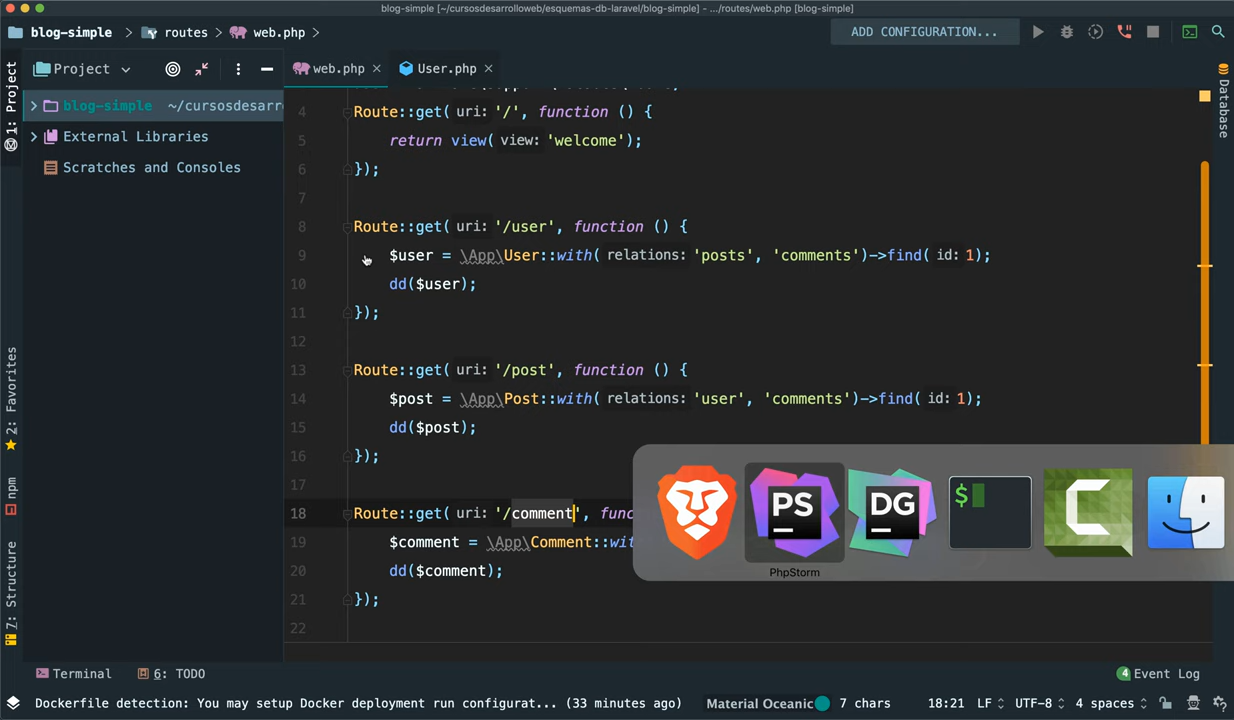 blog-simple [~/cursosdesarrolloweb/esquemas-db-laravel/blog-simple] - .../routes/web.php [blog-simple]
blog-simple > routes > web.php >
ADD CONFIGURATION...
Project
web.php ×
User.php ×
1: Project
Database
blog-simple ~/cursosdesarro
External Libraries
Scratches and Consoles
4 Route::get( uri: '/', function () {
5 return view( view: 'welcome');
6 });
7
8 Route::get( uri: '/user', function () {
9 $user = \App\User::with( relations: 'posts', 'comments')->find( id: 1);
10 dd($user);
11 });
12
13 Route::get( uri: '/post', function () {
14 $post = \App\Post::with( relations: 'user', 'comments')->find( id: 1);
15 dd($post);
16 });
17
18 Route::get( uri: '/comment', func
19 $comment = \App\Comment::wit
20 dd($comment);
21 });
22
PS
DG
$
C
PhpStorm
2: Favorites
npm
7: Structure
Terminal
6: TODO
4 Event Log
Dockerfile detection: You may setup Docker deployment run configurat... (33 minutes ago)
Material Oceanic
7 chars
18:21
LF
UTF-8
4 spaces